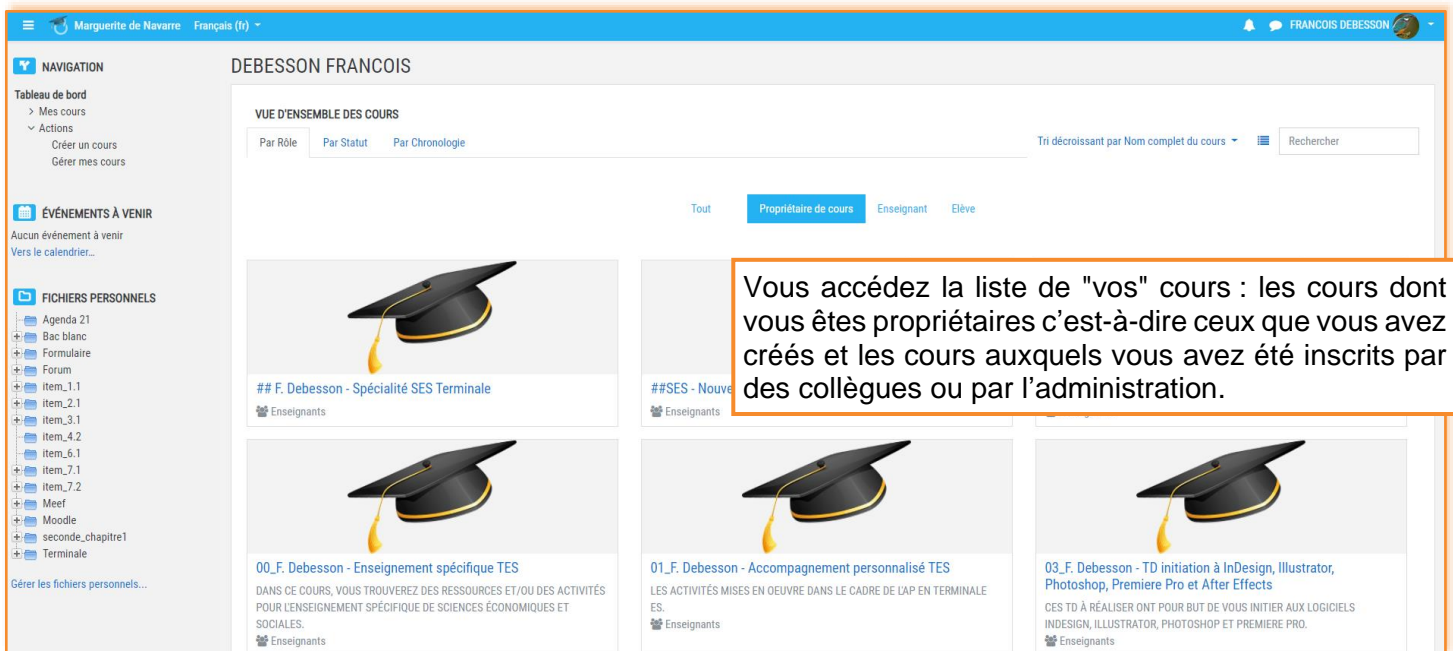 Marguerite de Navarre Français (fr)
FRANCOIS DEBESSON
NAVIGATION
Tableau de bord
Mes cours
Actions
Créer un cours
Gérer mes cours
ÉVÉNEMENTS À VENIR
Aucun événement à venir
Vers le calendrier...
FICHIERS PERSONNELS
Agenda 21
Bac blanc
Formulaire
Forum
item_1.1
item_2.1
item_3.1
item_4.2
item_6.1
item_7.1
item_7.2
Meef
Moodle
seconde_chapitre1
Terminale
Gérer les fichiers personnels...
DEBESSON FRANCOIS
VUE D'ENSEMBLE DES COURS
Par Rôle Par Statut Par Chronologie
Tri décroissant par Nom complet du cours
Rechercher
Tout Propriétaire de cours Enseignant Elève
Vous accédez la liste de "vos" cours : les cours dont
vous êtes propriétaires c’est-à-dire ceux que vous avez
créés et les cours auxquels vous avez été inscrits par
des collègues ou par l’administration.
## F. Debesson - Spécialité SES Terminale
Enseignants
##SES - Nouve
Enseignants
00_F. Debesson - Enseignement spécifique TES
DANS CE COURS, VOUS TROUVEREZ DES RESSOURCES ET/OU DES ACTIVITÉS
POUR L'ENSEIGNEMENT SPÉCIFIQUE DE SCIENCES ÉCONOMIQUES ET
SOCIALES.
Enseignants
01_F. Debesson - Accompagnement personnalisé TES
LES ACTIVITÉS MISES EN OEUVRE DANS LE CADRE DE L'AP EN TERMINALE
ES.
Enseignants
03_F. Debesson - TD initiation à InDesign, Illustrator,
Photoshop, Premiere Pro et After Effects
CES TD À RÉALISER ONT POUR BUT DE VOUS INITIER AUX LOGICIELS
INDESIGN, ILLUSTRATOR, PHOTOSHOP ET PREMIERE PRO.
Enseignants